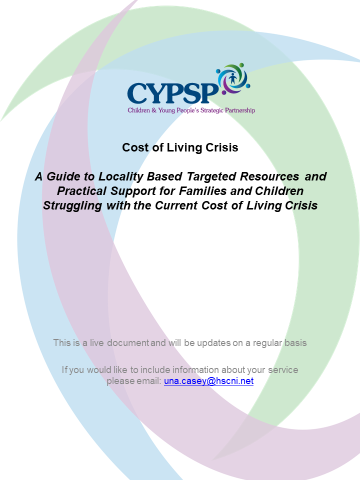 CYPSP
Children & Young People's Strategic Partnership
Cost of Living Crisis
A Guide to Locality Based Targeted Resources and
Practical Support for Families and Children
Struggling with the Current Cost of Living Crisis
This is a live document and will be updates on a regular basis
If you would like to include information about your service
please email: una.casey@hscni.net